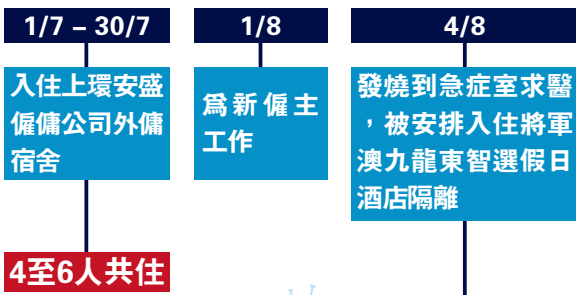 1/7 – 30/7
入住上環安盛
僱傭公司外傭
宿舍
4至6人共住
1/8
爲新僱主
工作
4/8
發燒到急症室求醫
，被安排入住將軍
澳九龍東智選假日
酒店隔離